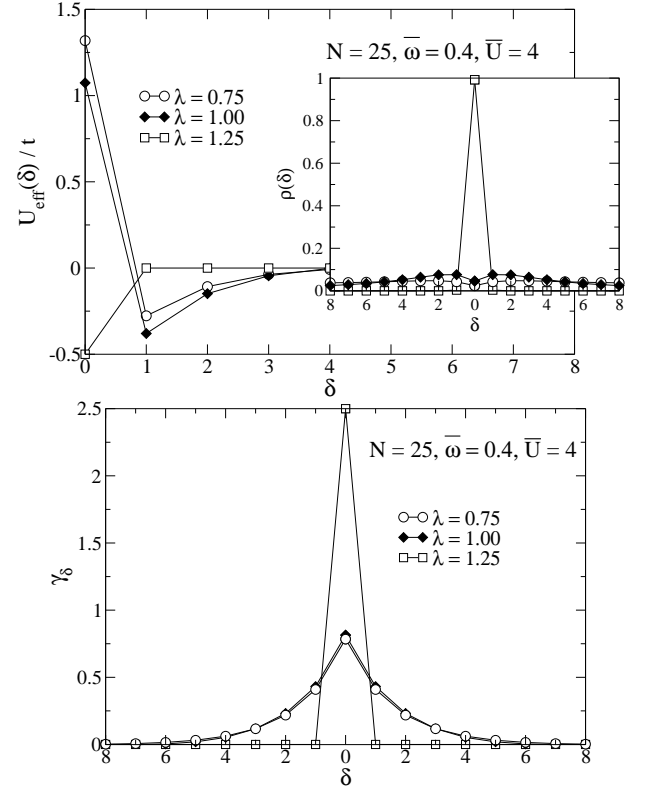 1.5
1
0.5
0
-0.5
U_eff(δ) / t
λ = 0.75
λ = 1.00
λ = 1.25
0 1 2 3 4 5 6 7 8
δ
N = 25, ω̅ = 0.4, U̅ = 4
1
0.8
0.6
0.4
0.2
0
ρ(δ)
8 6 4 2 0 2 4 6 8
δ
2.5
2
1.5
1
0.5
0
γ_δ
N = 25, ω̅ = 0.4, U̅ = 4
λ = 0.75
λ = 1.00
λ = 1.25
8 6 4 2 0 2 4 6 8
δ